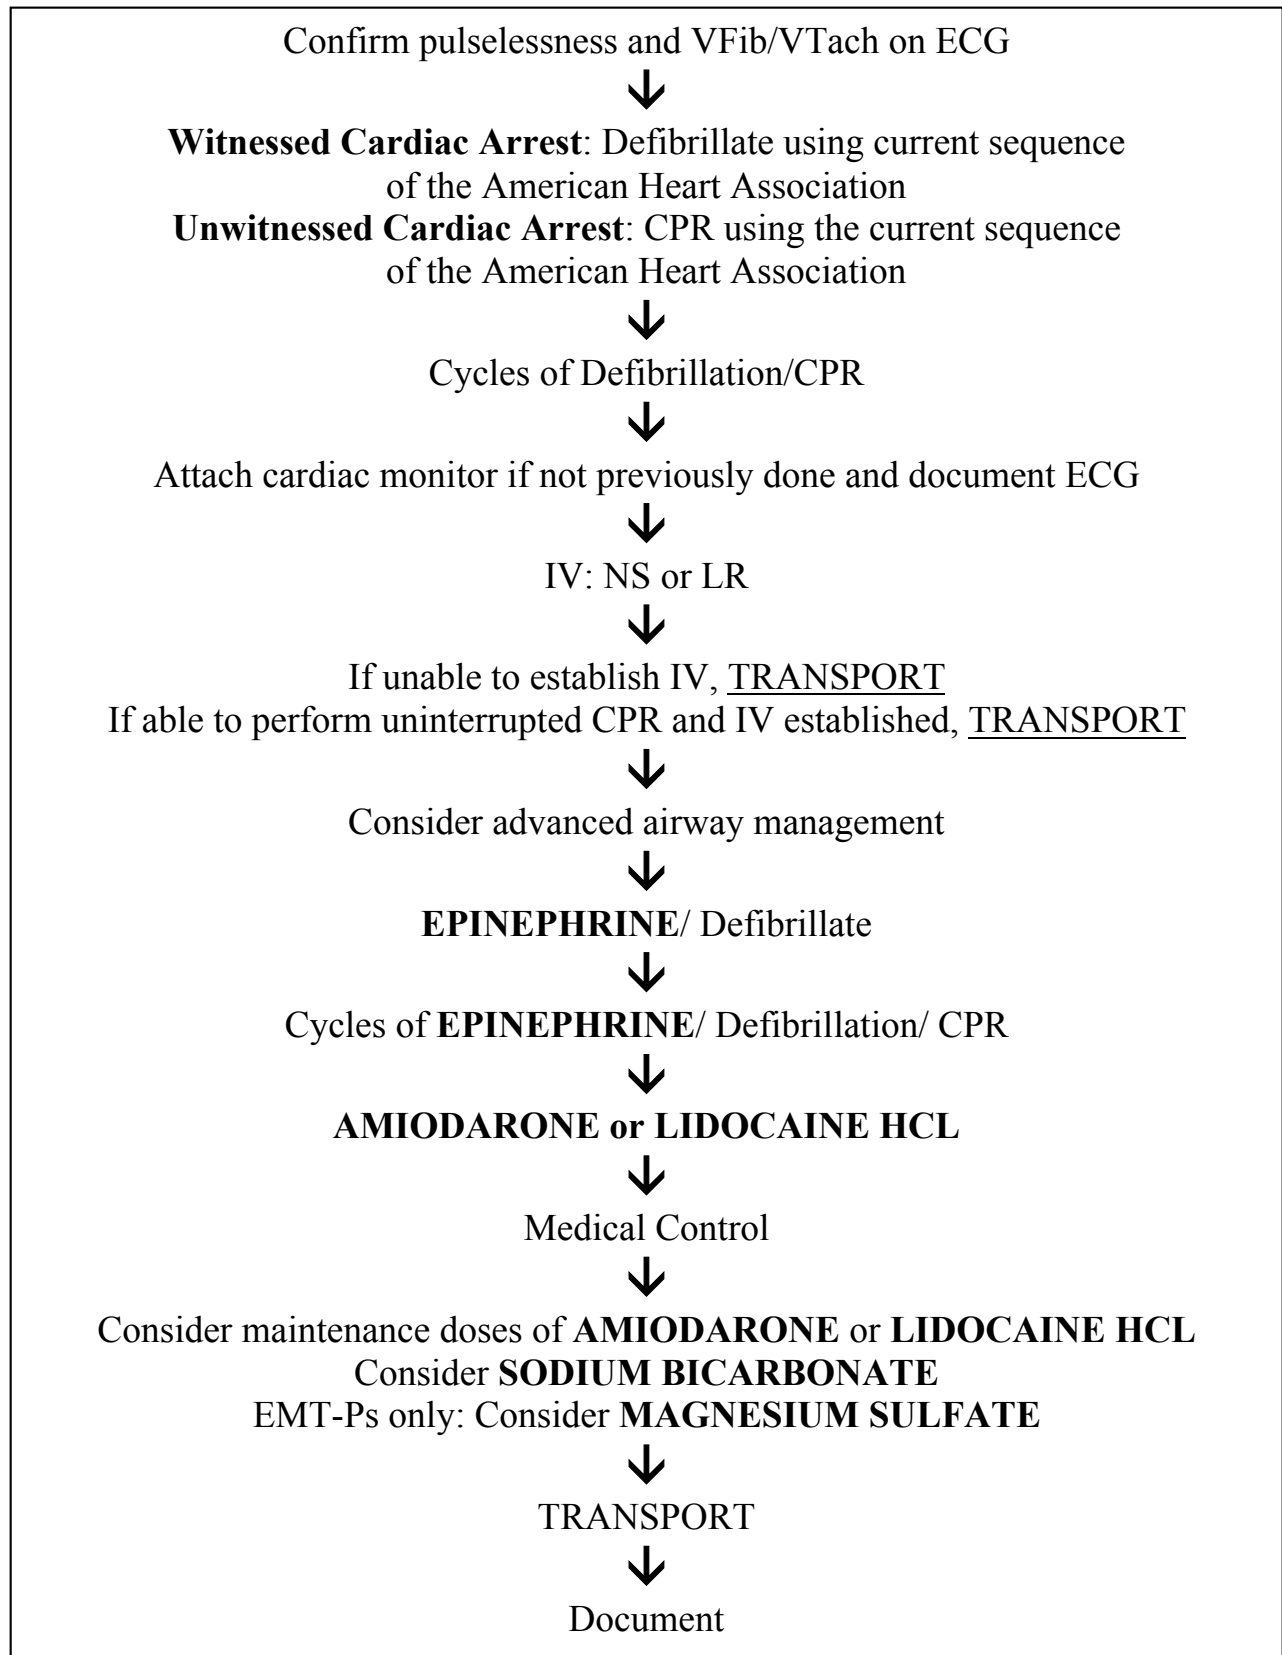 Confirm pulselessness and VFib/VTach on ECG
Witnessed Cardiac Arrest: Defibrillate using current sequence
of the American Heart Association
Unwitnessed Cardiac Arrest: CPR using the current sequence
of the American Heart Association
Cycles of Defibrillation/CPR
Attach cardiac monitor if not previously done and document ECG
IV: NS or LR
If unable to establish IV, TRANSPORT
If able to perform uninterrupted CPR and IV established, TRANSPORT
Consider advanced airway management
EPINEPHRINE/ Defibrillate
Cycles of EPINEPHRINE/ Defibrillation/ CPR
AMIODARONE or LIDOCAINE HCL
Medical Control
Consider maintenance doses of AMIODARONE or LIDOCAINE HCL
Consider SODIUM BICARBONATE
EMT-Ps only: Consider MAGNESIUM SULFATE
TRANSPORT
Document